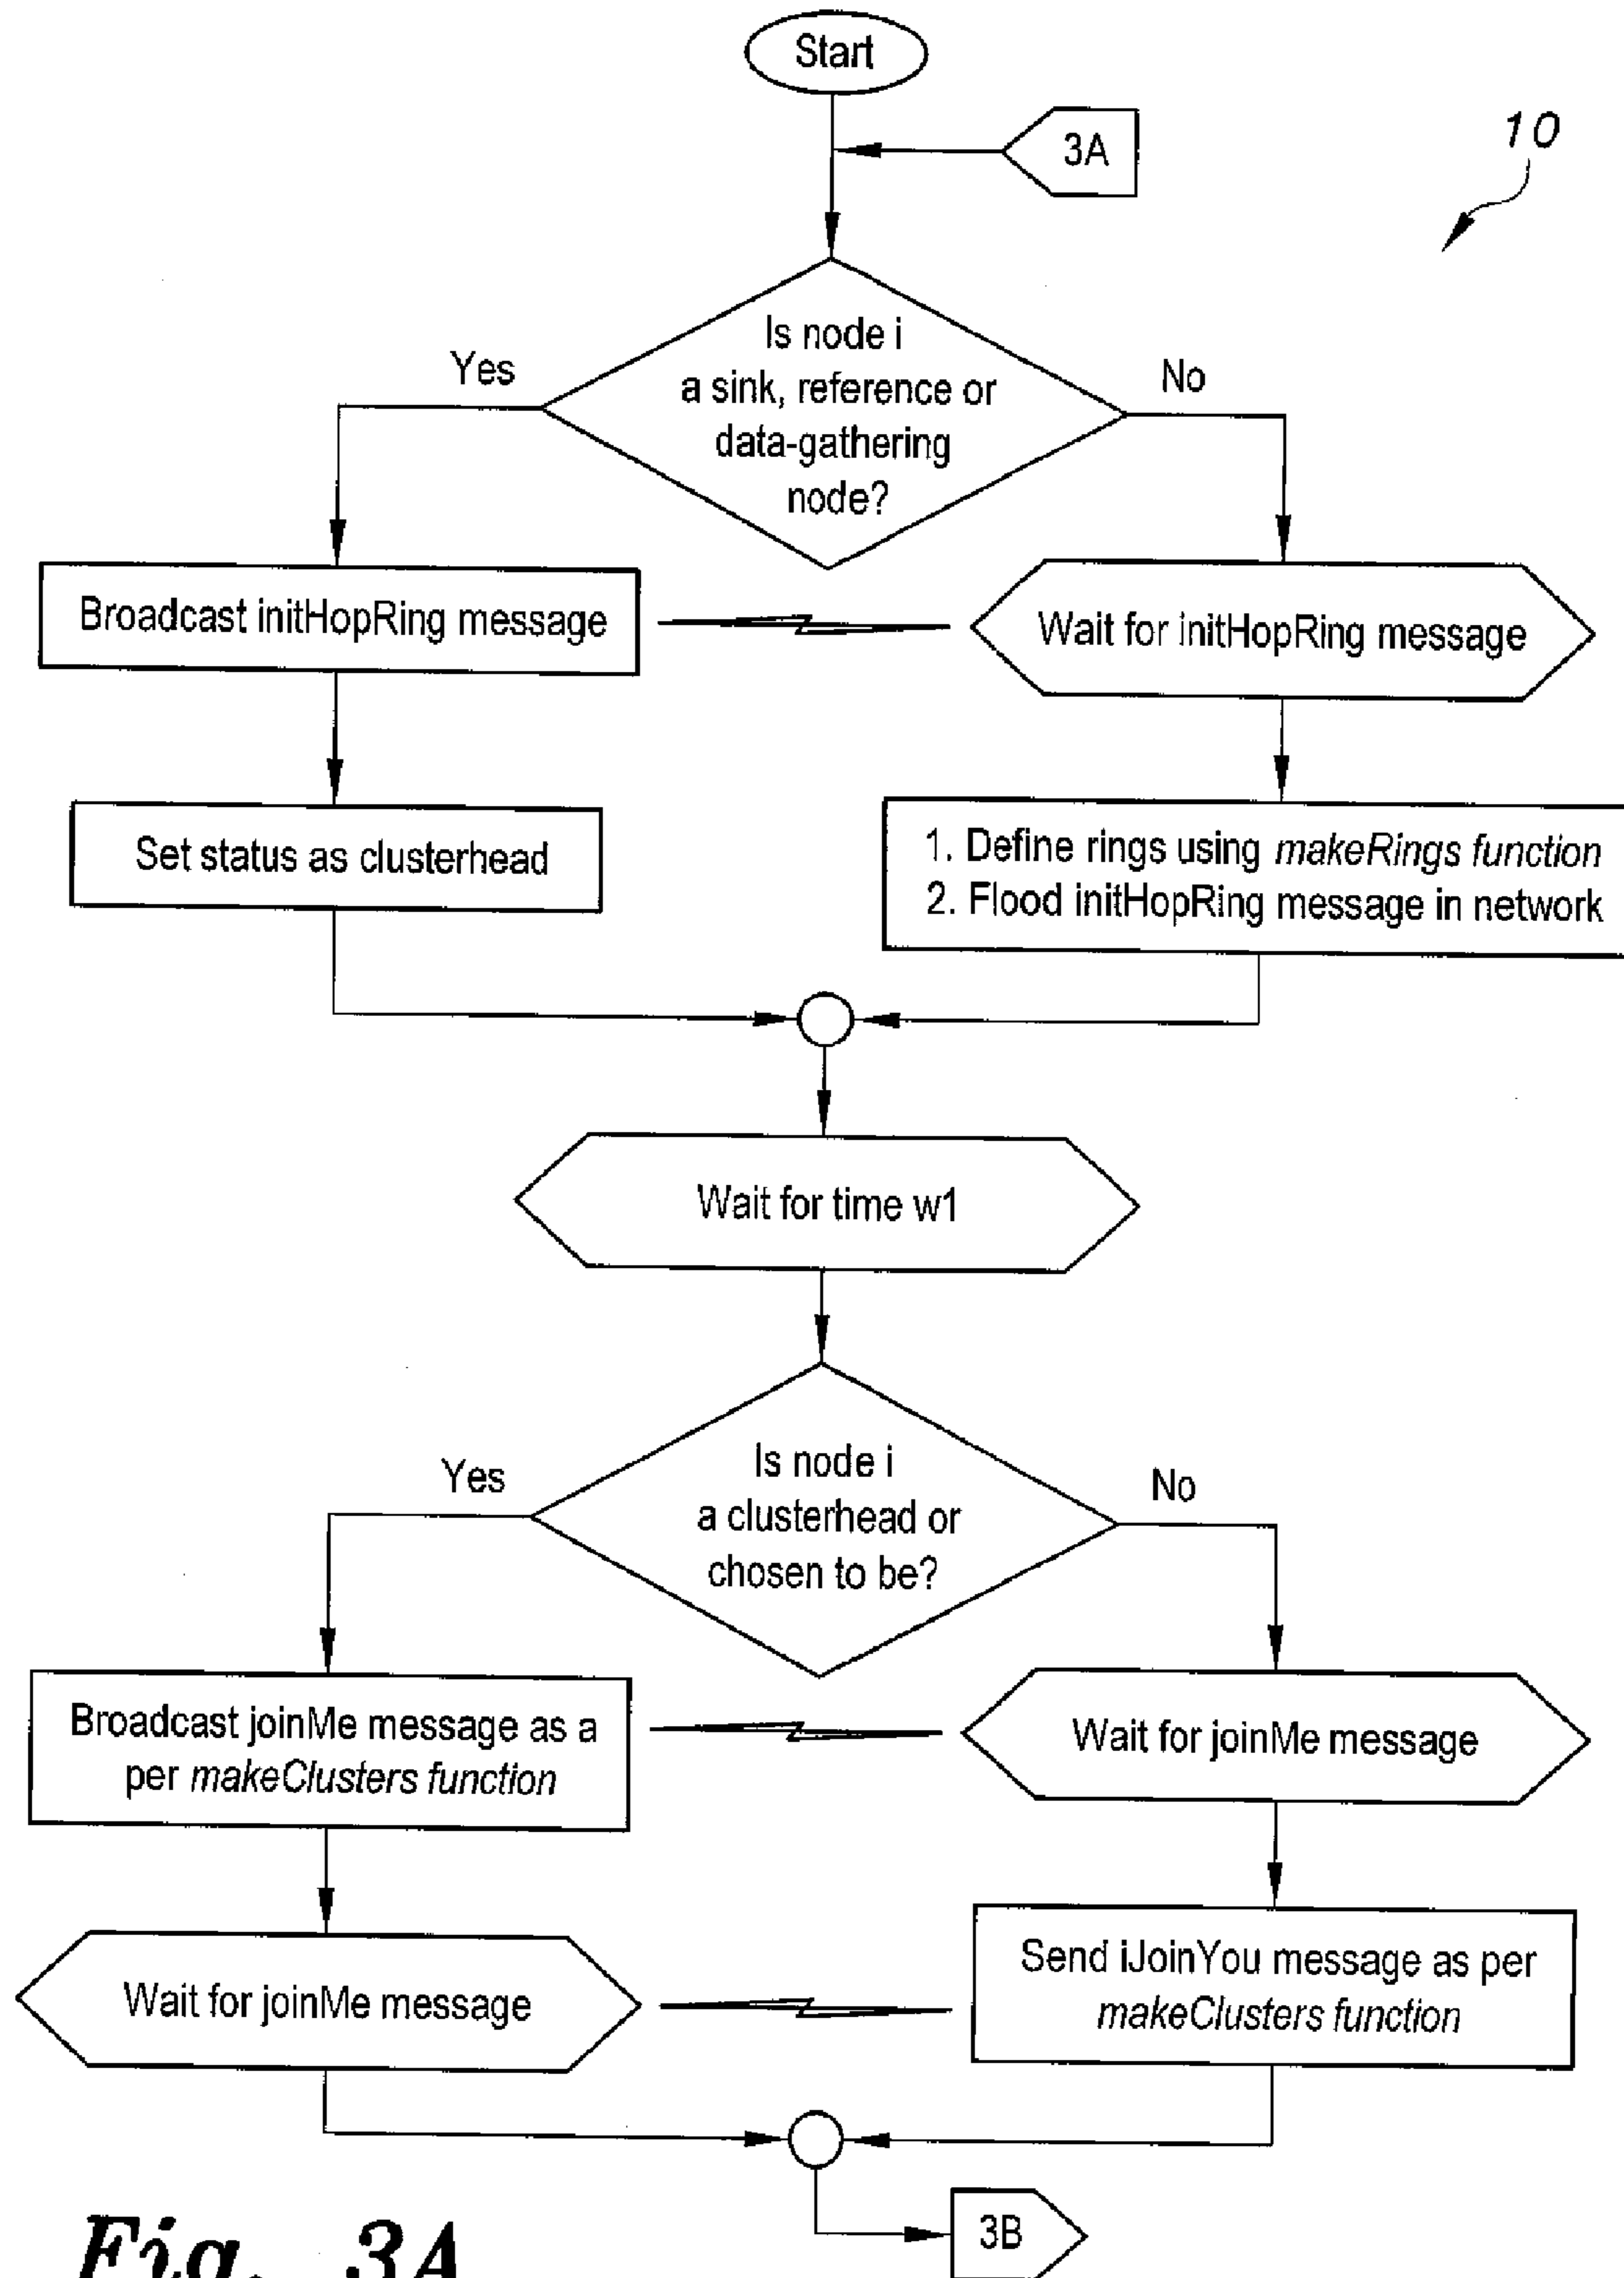 Start
3A
10
Is node i
a sink, reference or
data-gathering
node?
Yes
No
Broadcast initHopRing message
Wait for initHopRing message
Set status as clusterhead
1. Define rings using makeRings function
2. Flood initHopRing message in network
Wait for time w1
Is node i
a clusterhead or
chosen to be?
Yes
No
Broadcast joinMe message as a
per makeClusters function
Wait for joinMe message
Wait for joinMe message
Send iJoinYou message as per
makeClusters function
3B
Fig. 3A